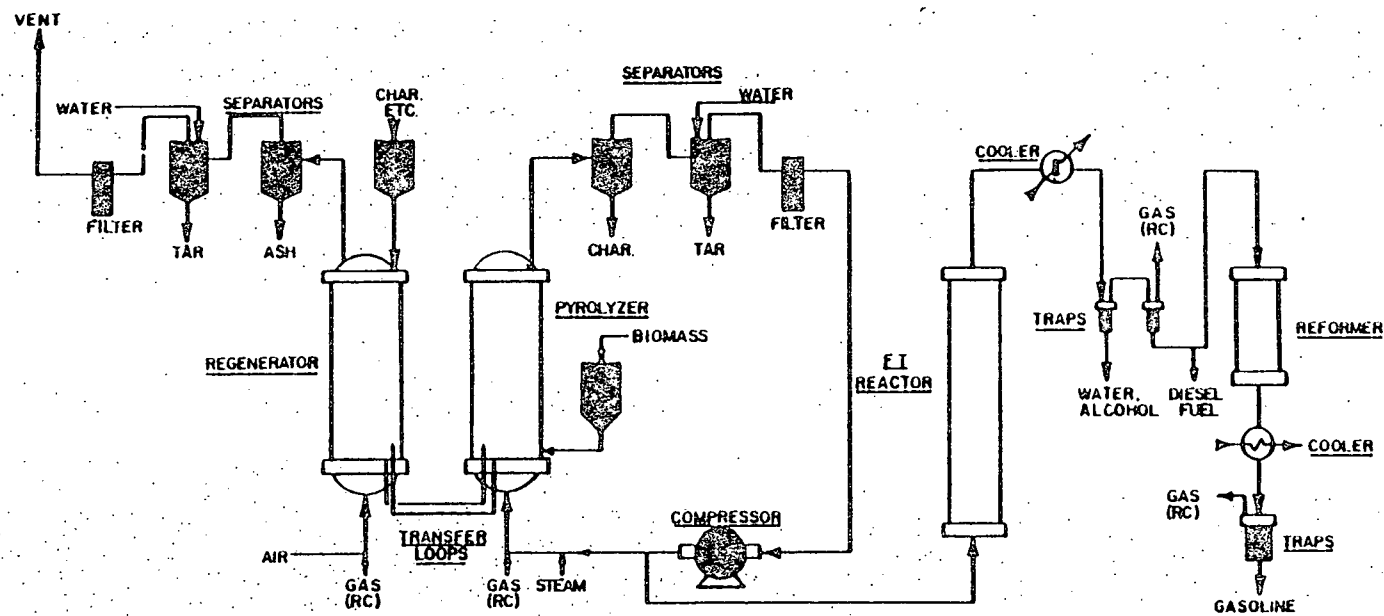 VENT
WATER
SEPARATORS
CHAR.
ETC.
SEPARATORS
WATER
FILTER
TAR
ASH
CHAR.
TAR
FILTER
COOLER
GAS
(RC)
TRAPS
WATER,
ALCOHOL
DIESEL
FUEL
REFORMER
COOLER
GAS
(RC)
TRAPS
GASOLINE
REGENERATOR
PYROLYZER
BIOMASS
F T
REACTOR
COMPRESSOR
TRANSFER
LOOPS
AIR
GAS
(RC)
GAS
(RC)
STEAM